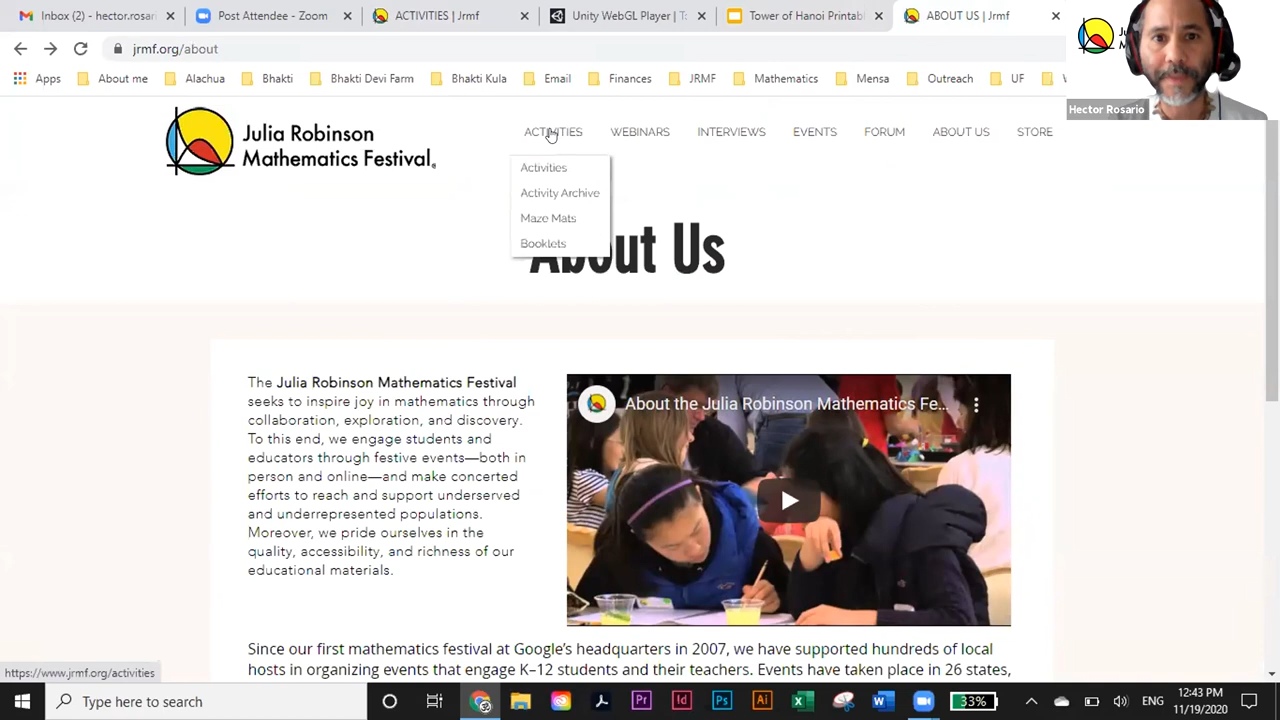 Inbox (2) - hector.rosari
Post Attendee - Zoom
ACTIVITIES | Jrmf
Unity WebGL Player | To
Tower of Hanoi Printabl
ABOUT US | Jrmf
jrmf.org/about
Hector Rosario
Apps
About me
Alachua
Bhakti
Bhakti Devi Farm
Bhakti Kula
Email
Finances
JRMF
Mathematics
Mensa
Outreach
UF
Julia Robinson
Mathematics Festival
ACTIVITIES
WEBINARS
INTERVIEWS
EVENTS
FORUM
ABOUT US
STORE
Activities
Activity Archive
Maze Mats
Booklets
About Us
The Julia Robinson Mathematics Festival
seeks to inspire joy in mathematics through
collaboration, exploration, and discovery.
To this end, we engage students and
educators through festive events—both in
person and online—and make concerted
efforts to reach and support underserved
and underrepresented populations.
Moreover, we pride ourselves in the
quality, accessibility, and richness of our
educational materials.
About the Julia Robinson Mathematics Fe...
Since our first mathematics festival at Google's headquarters in 2007, we have supported hundreds of local
hosts in organizing events that engage K–12 students and their teachers. Events have taken place in 26 states,
https://www.jrmf.org/activities
Type here to search
Pr
Id
Ps
Ai
33%
ENG
12:43 PM
11/19/2020